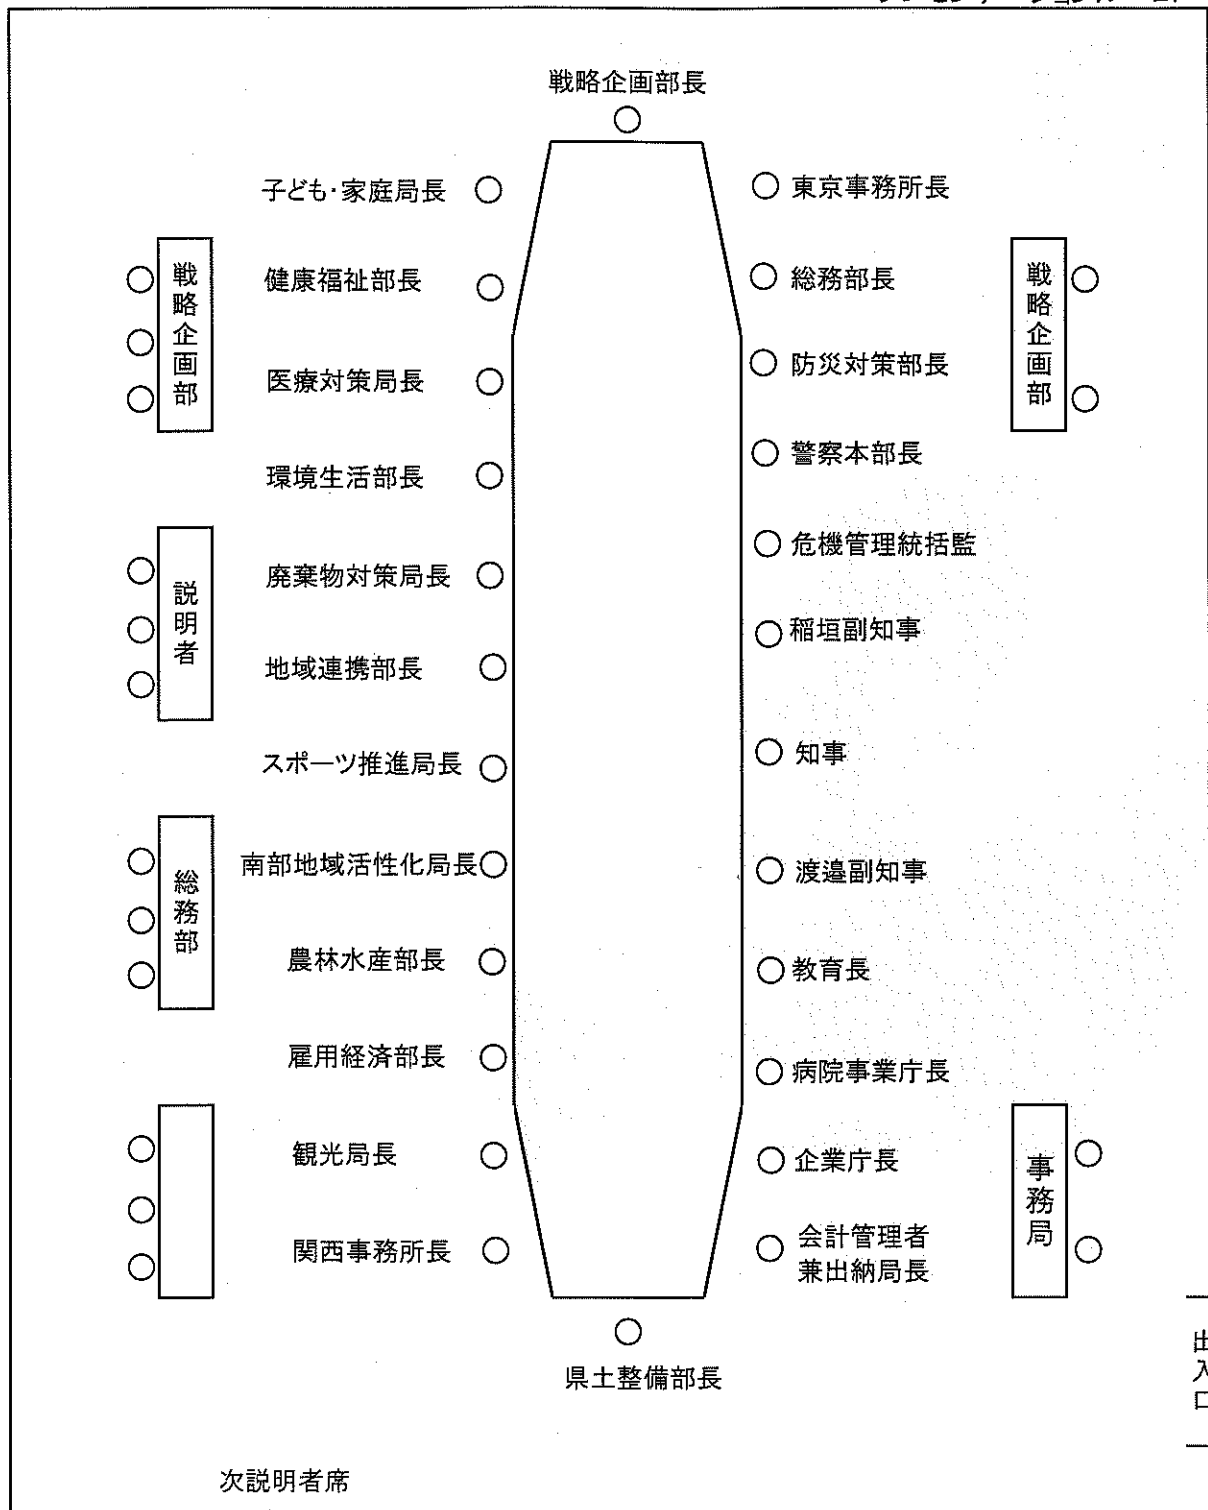 戦略企画部長
子ども・家庭局長
東京事務所長
健康福祉部長
総務部長
戦略企画部
戦略企画部
医療対策局長
防災対策部長
環境生活部長
警察本部長
危機管理統括監
廃棄物対策局長
説明者
稲垣副知事
地域連携部長
知事
スポーツ推進局長
南部地域活性化局長
渡邉副知事
総務部
農林水産部長
教育長
雇用経済部長
病院事業庁長
観光局長
企業庁長
事務局
関西事務所長
会計管理者
兼出納局長
出入口
県土整備部長
次説明者席